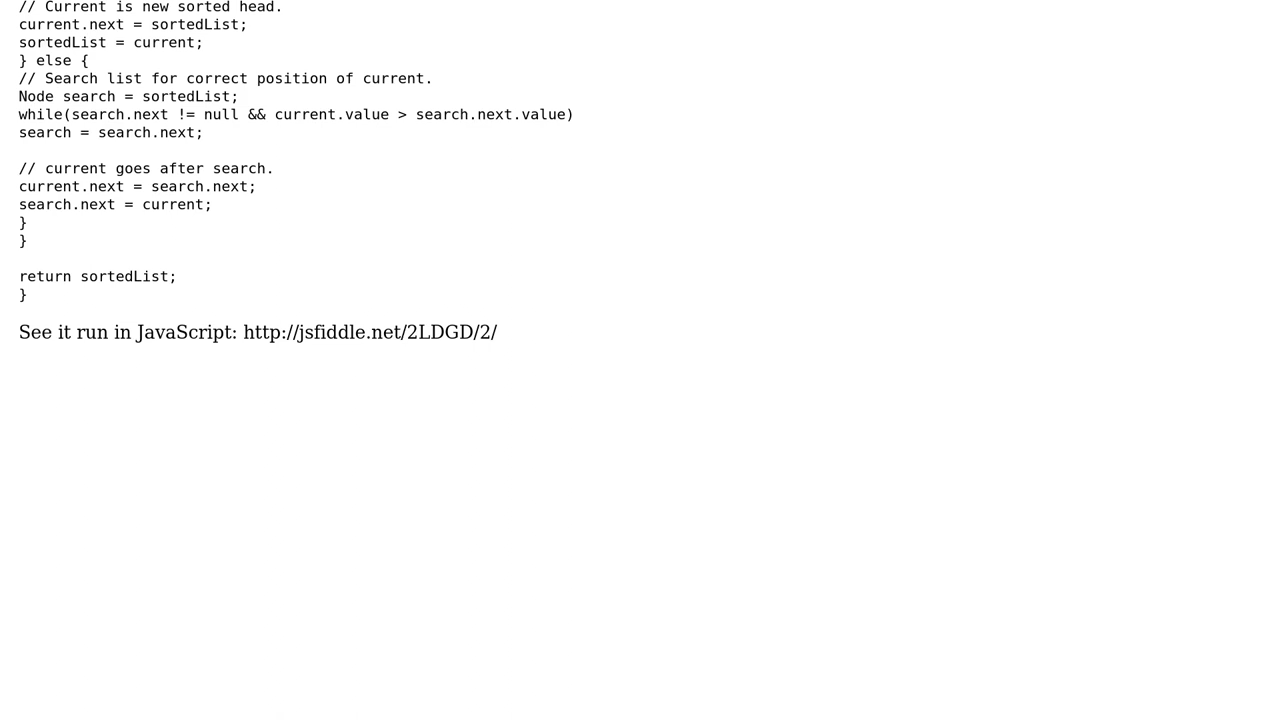 // Current is new sorted head.
current.next = sortedList;
sortedList = current;
} else {
// Search list for correct position of current.
Node search = sortedList;
while(search.next != null && current.value > search.next.value)
search = search.next;

// current goes after search.
current.next = search.next;
search.next = current;
}
}

return sortedList;
}

See it run in JavaScript: http://jsfiddle.net/2LDGD/2/